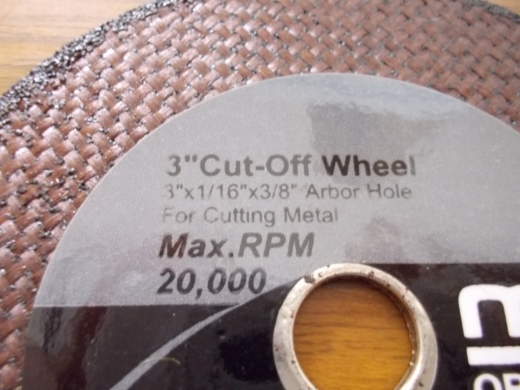 3"Cut-Off Wheel
3"x1/16"x3/8" Arbor Hole
For Cutting Metal
Max.RPM
20,000